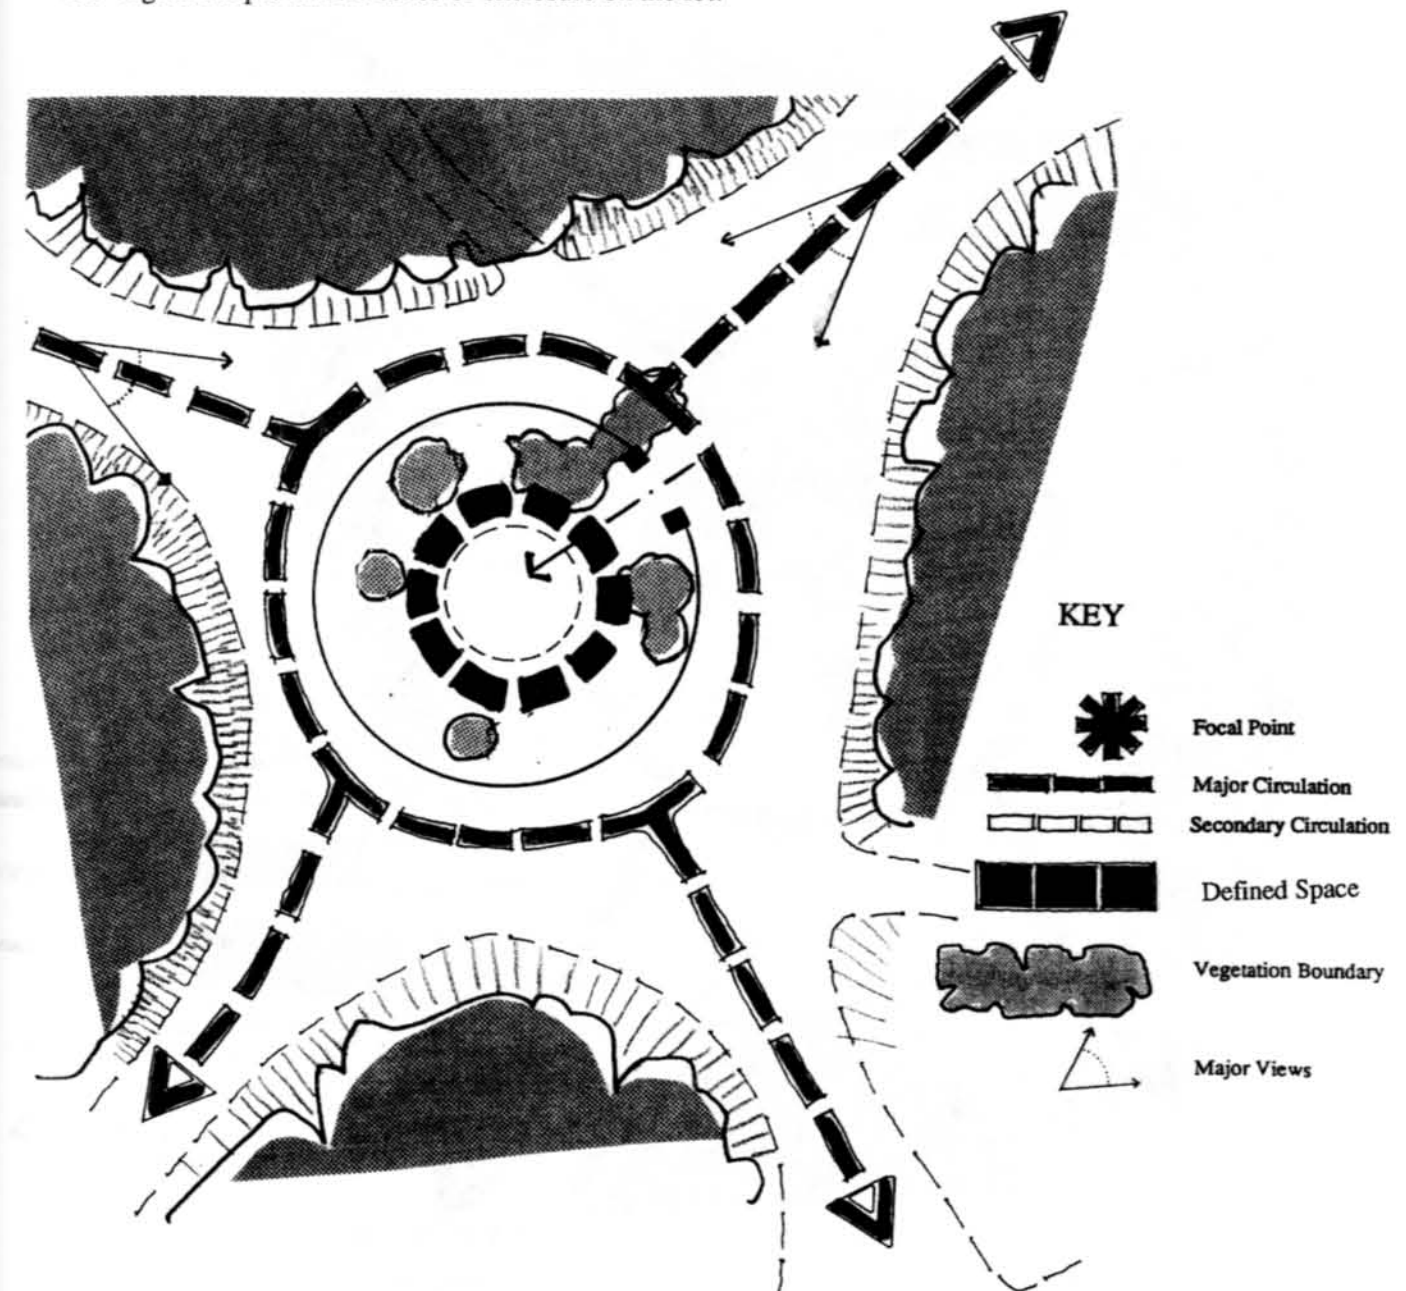 KEY
Focal Point
Major Circulation
Secondary Circulation
Defined Space
Vegetation Boundary
Major Views